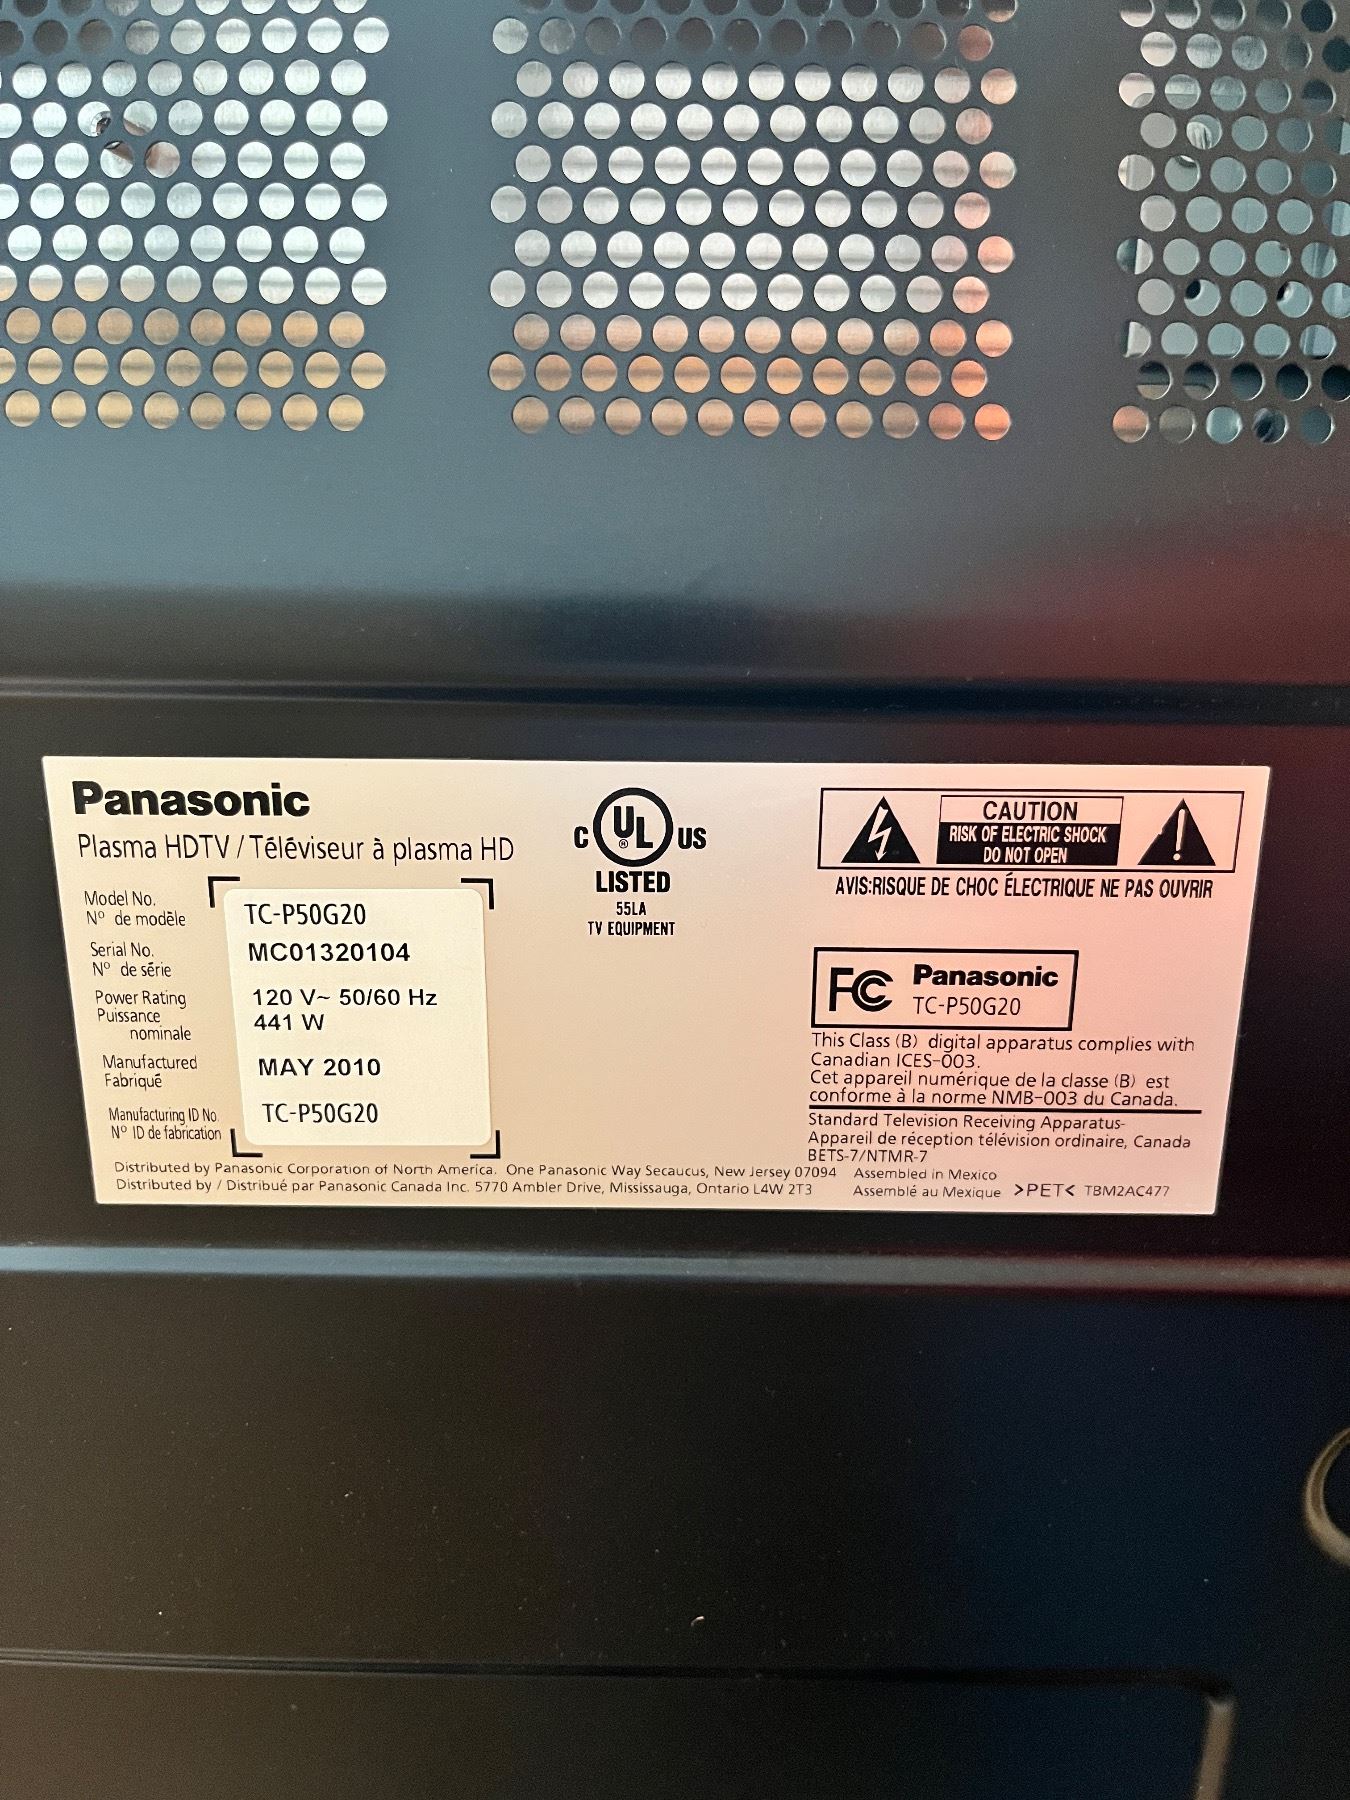 Panasonic
Plasma HDTV / Téléviseur à plasma HD
Model No.
Nº de modèle
TC-P50G20
Serial No.
Nº de série
MC01320104
Power Rating
Puissance
nominale
120 V~ 50/60 Hz
441 W
Manufactured
Fabriqué
MAY 2010
Manufacturing ID No.
Nº ID de fabrication
TC-P50G20
C UL ® US
LISTED
55LA
TV EQUIPMENT
CAUTION
RISK OF ELECTRIC SHOCK
DO NOT OPEN
AVIS:RISQUE DE CHOC ÉLECTRIQUE NE PAS OUVRIR
FC Panasonic
TC-P50G20
This Class (B) digital apparatus complies with
Canadian ICES-003.
Cet appareil numérique de la classe (B) est
conforme à la norme NMB-003 du Canada.
Standard Television Receiving Apparatus-
Appareil de réception télévision ordinaire, Canada
BETS-7/NTMR-7
Distributed by Panasonic Corporation of North America. One Panasonic Way Secaucus, New Jersey 07094 Assembled in Mexico
Distributed by / Distribué par Panasonic Canada Inc. 5770 Ambler Drive, Mississauga, Ontario L4W 2T3 Assemblé au Mexique >PET< TBM2AC477